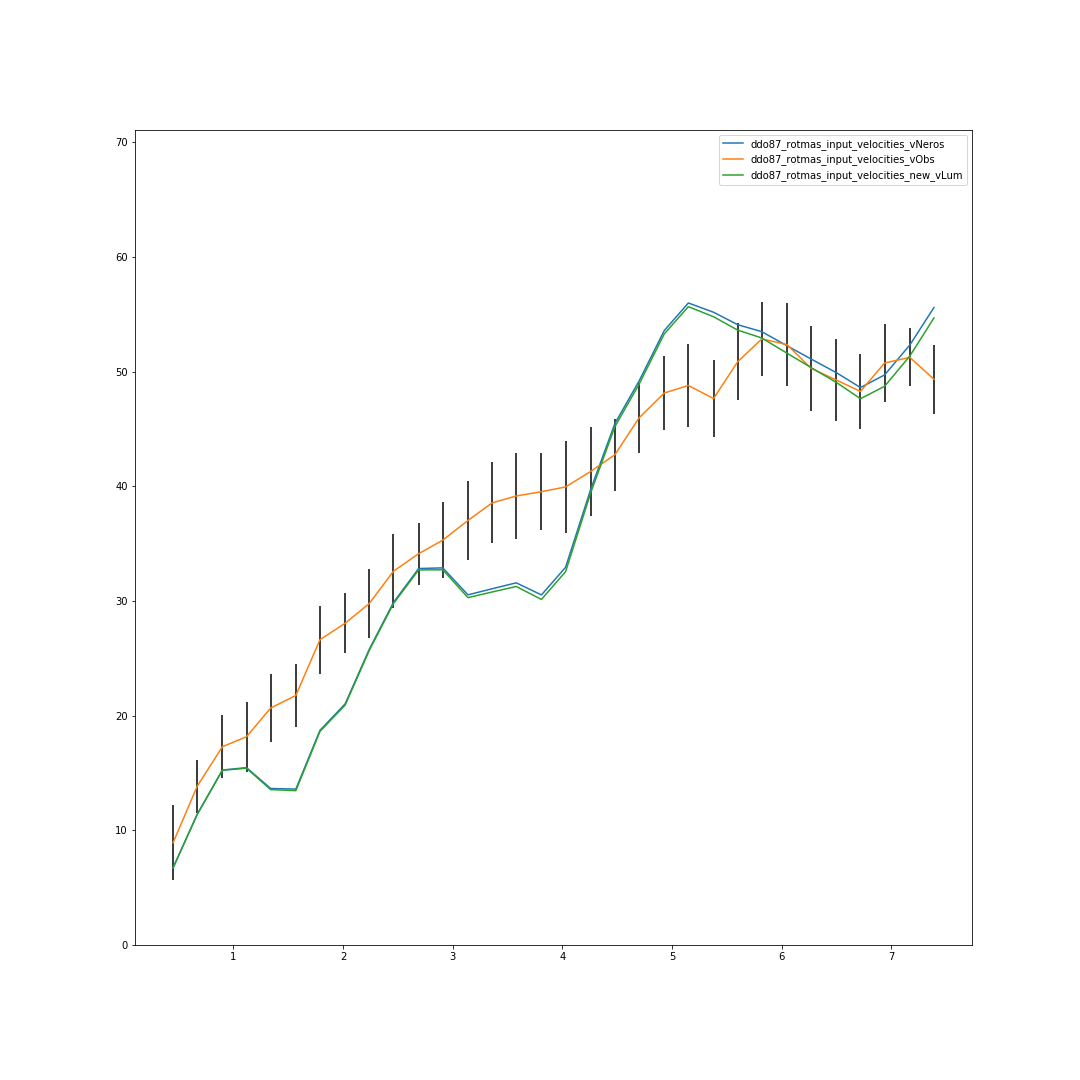 70
60
50
40
30
20
10
0
1 2 3 4 5 6 7
ddo87_rotmas_input_velocities_vNeros
ddo87_rotmas_input_velocities_vObs
ddo87_rotmas_input_velocities_new_vLum